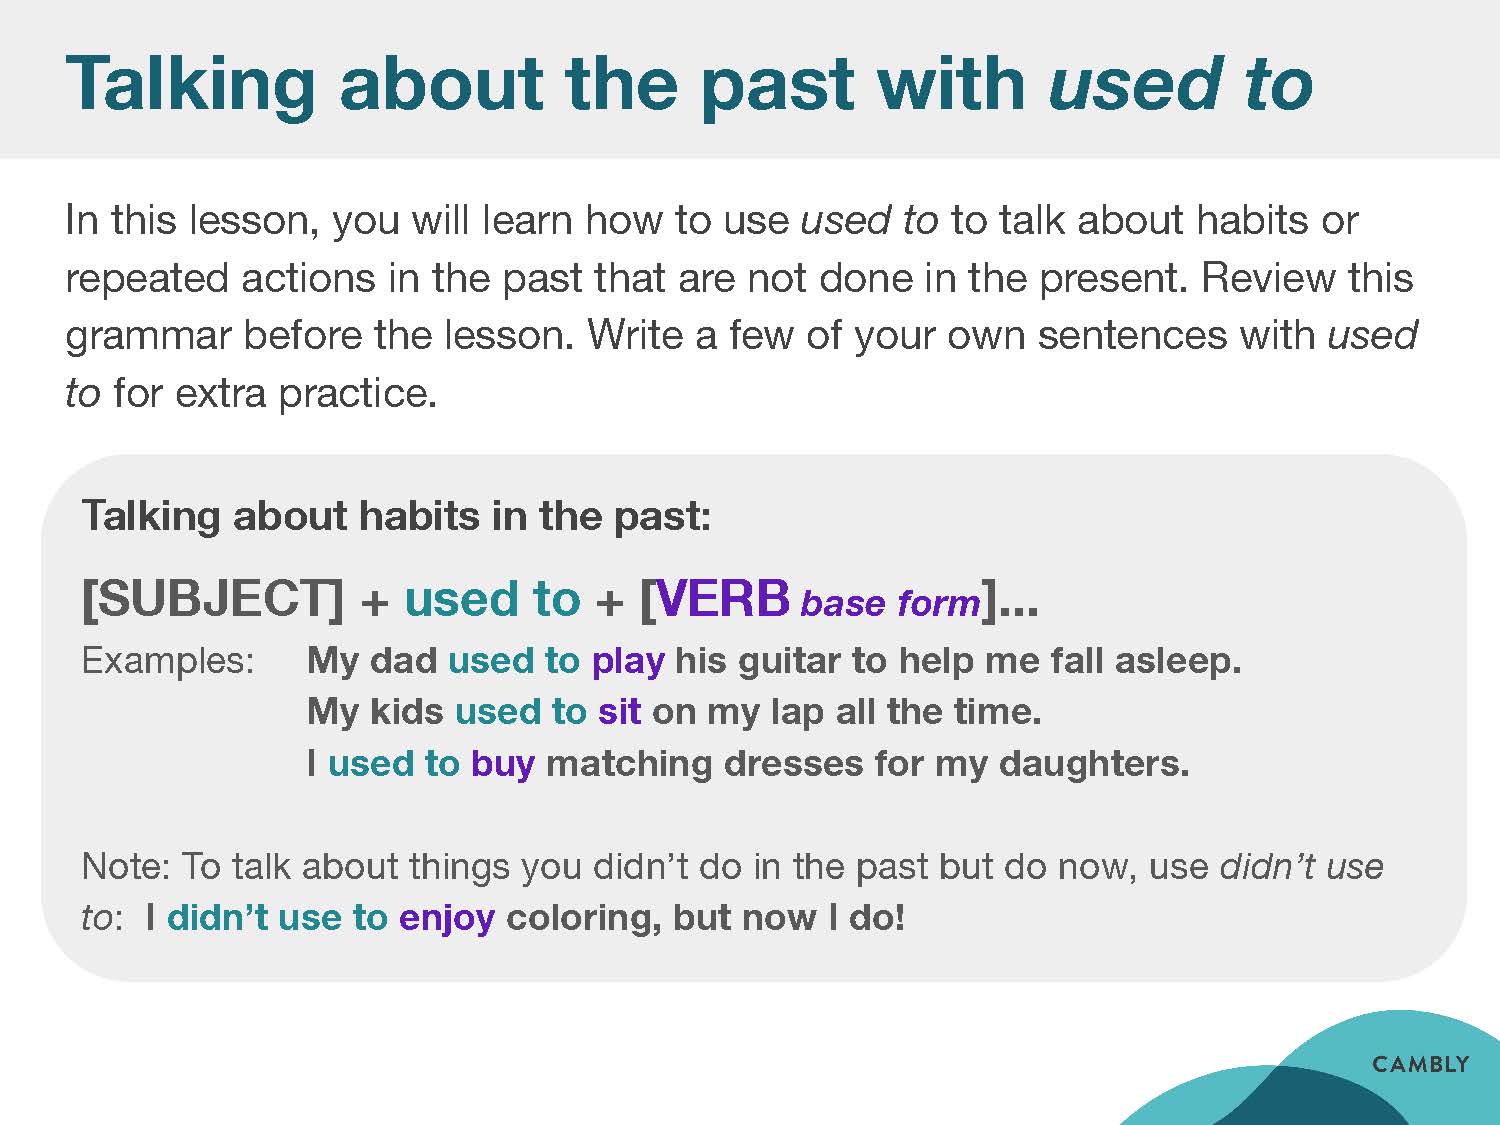 Talking about the past with used to
In this lesson, you will learn how to use used to to talk about habits or
repeated actions in the past that are not done in the present. Review this
grammar before the lesson. Write a few of your own sentences with used
to for extra practice.
Talking about habits in the past:
[SUBJECT] + used to + [VERB base form]...
Examples: My dad used to play his guitar to help me fall asleep.
My kids used to sit on my lap all the time.
I used to buy matching dresses for my daughters.
Note: To talk about things you didn’t do in the past but do now, use didn’t use
to: I didn’t use to enjoy coloring, but now I do!
CAMBLY